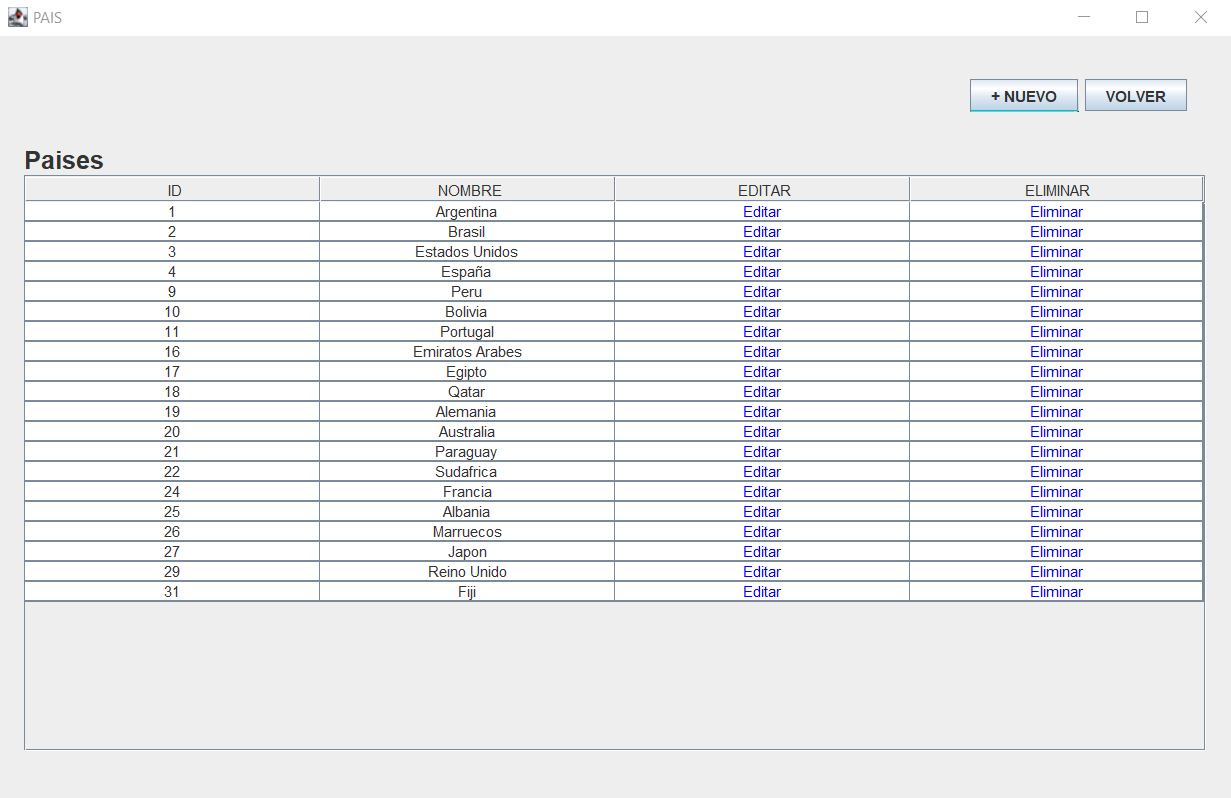 PAIS
+ NUEVO VOLVER
Paises
ID NOMBRE EDITAR ELIMINAR
1 Argentina Editar Eliminar
2 Brasil Editar Eliminar
3 Estados Unidos Editar Eliminar
4 España Editar Eliminar
9 Peru Editar Eliminar
10 Bolivia Editar Eliminar
11 Portugal Editar Eliminar
16 Emiratos Arabes Editar Eliminar
17 Egipto Editar Eliminar
18 Qatar Editar Eliminar
19 Alemania Editar Eliminar
20 Australia Editar Eliminar
21 Paraguay Editar Eliminar
22 Sudafrica Editar Eliminar
24 Francia Editar Eliminar
25 Albania Editar Eliminar
26 Marruecos Editar Eliminar
27 Japon Editar Eliminar
29 Reino Unido Editar Eliminar
31 Fiji Editar Eliminar